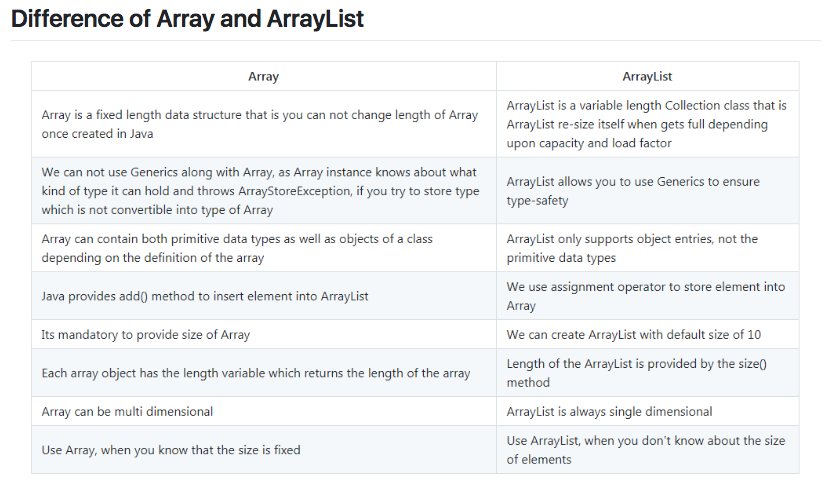 Difference of Array and ArrayList
Array
ArrayList
Array is a fixed length data structure that is you can not change length of Array
once created in Java
ArrayList is a variable length Collection class that is
ArrayList re-size itself when gets full depending
upon capacity and load factor
We can not use Generics along with Array, as Array instance knows about what
kind of type it can hold and throws ArrayStoreException, if you try to store type
which is not convertible into type of Array
ArrayList allows you to use Generics to ensure
type-safety
Array can contain both primitive data types as well as objects of a class
depending on the definition of the array
ArrayList only supports object entries, not the
primitive data types
Java provides add() method to insert element into ArrayList
We use assignment operator to store element into
Array
Its mandatory to provide size of Array
We can create ArrayList with default size of 10
Each array object has the length variable which returns the length of the array
Length of the ArrayList is provided by the size()
method
Array can be multi dimensional
ArrayList is always single dimensional
Use Array, when you know that the size is fixed
Use ArrayList, when you don't know about the size
of elements